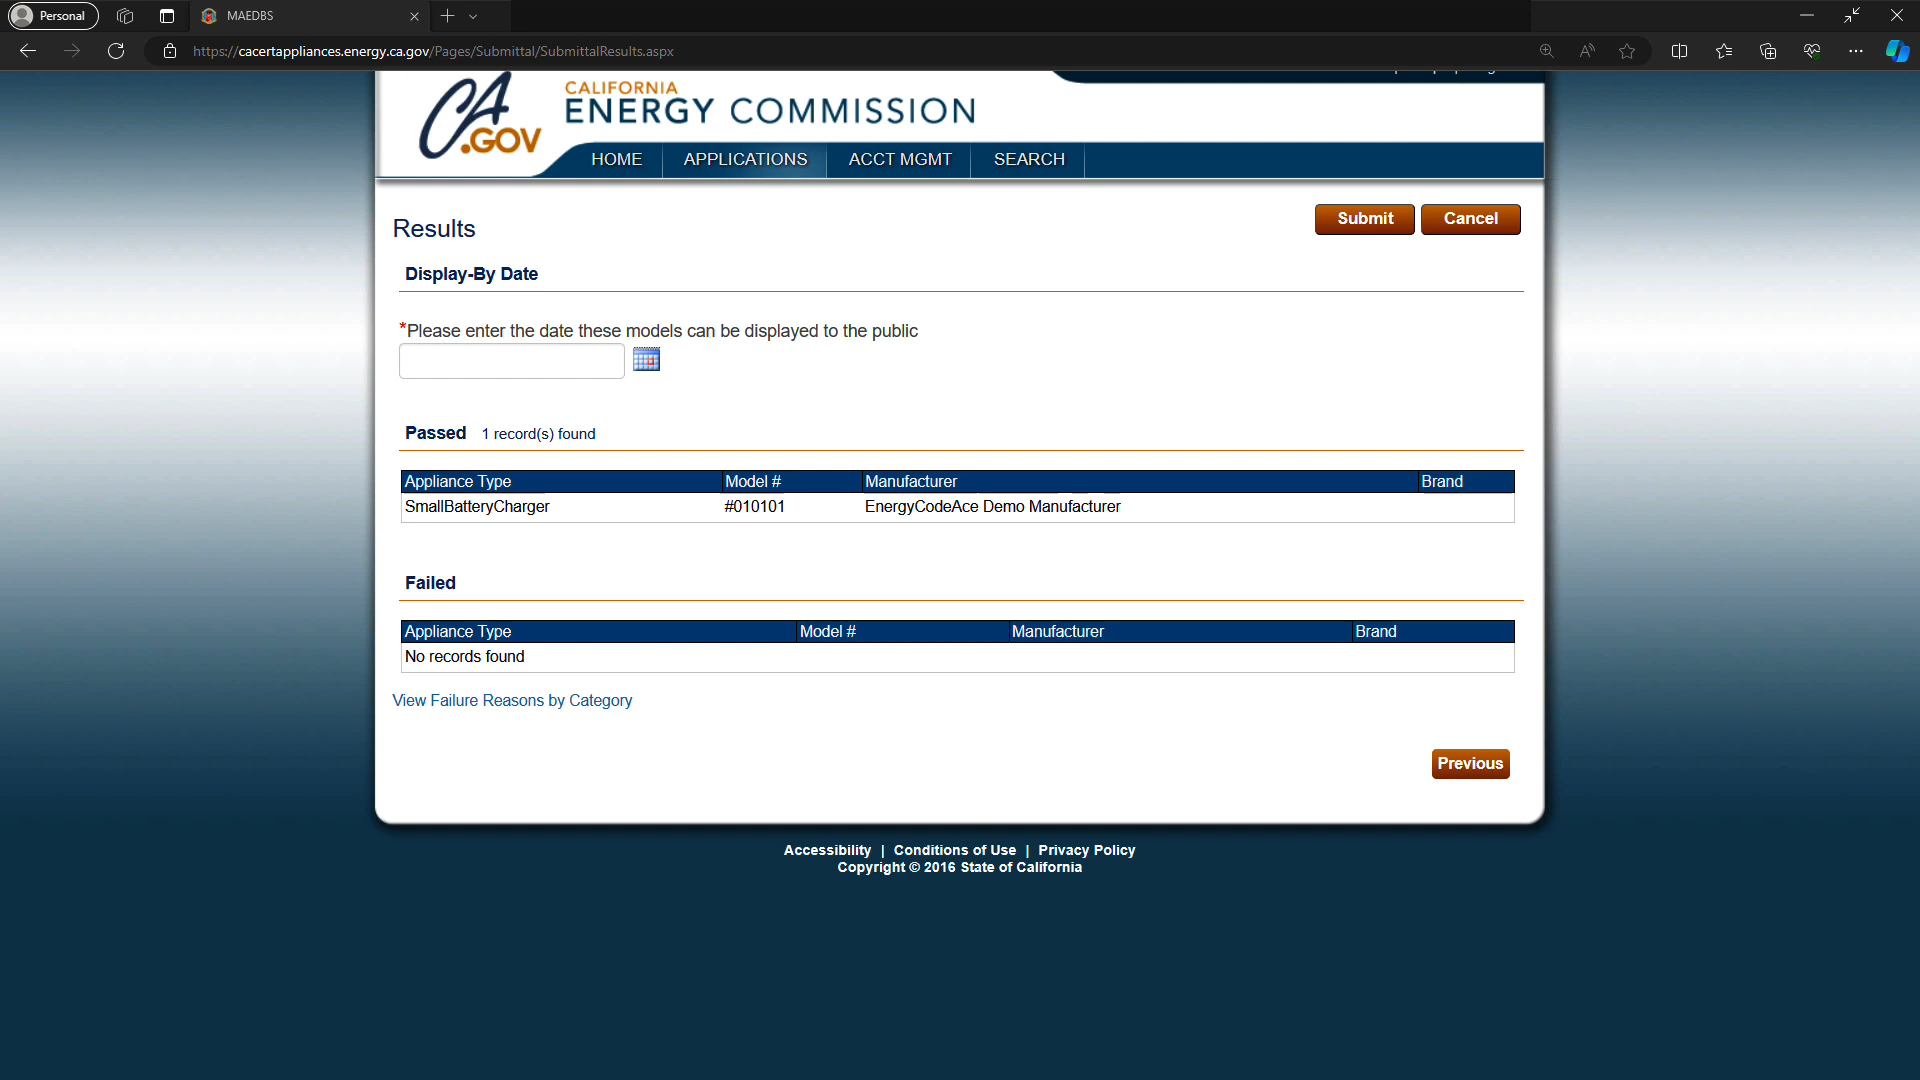 Personal
MAEDBS
https://cacertappliances.energy.ca.gov/Pages/Submittal/SubmittalResults.aspx
CA.GOV
CALIFORNIA
ENERGY COMMISSION
HOME APPLICATIONS ACCT MGMT SEARCH
Results
Submit Cancel
Display-By Date
*Please enter the date these models can be displayed to the public
Passed 1 record(s) found
Appliance Type Model # Manufacturer Brand
SmallBatteryCharger #010101 EnergyCodeAce Demo Manufacturer
Failed
Appliance Type Model # Manufacturer Brand
No records found
View Failure Reasons by Category
Previous
Accessibility | Conditions of Use | Privacy Policy
Copyright © 2016 State of California